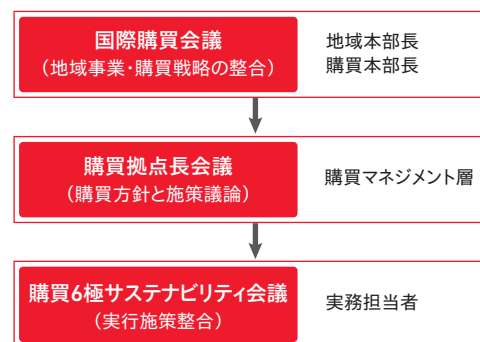 国際購買会議
(地域事業・購買戦略の整合)
地域本部長
購買本部長
購買拠点長会議
(購買方針と施策議論)
購買マネジメント層
購買6極サステナビリティ会議
(実行施策整合)
実務担当者